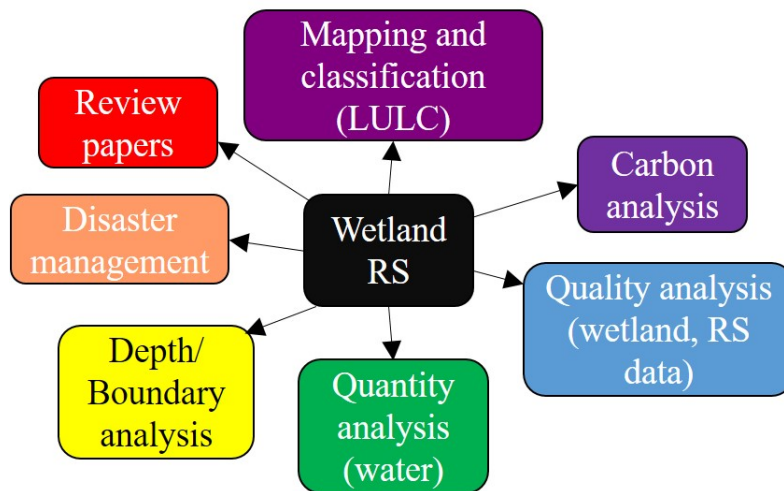 Mapping and
classification
(LULC)
Review
papers
Carbon
analysis
Disaster
management
Wetland
RS
Quality analysis
(wetland, RS
data)
Depth/
Boundary
analysis
Quantity
analysis
(water)